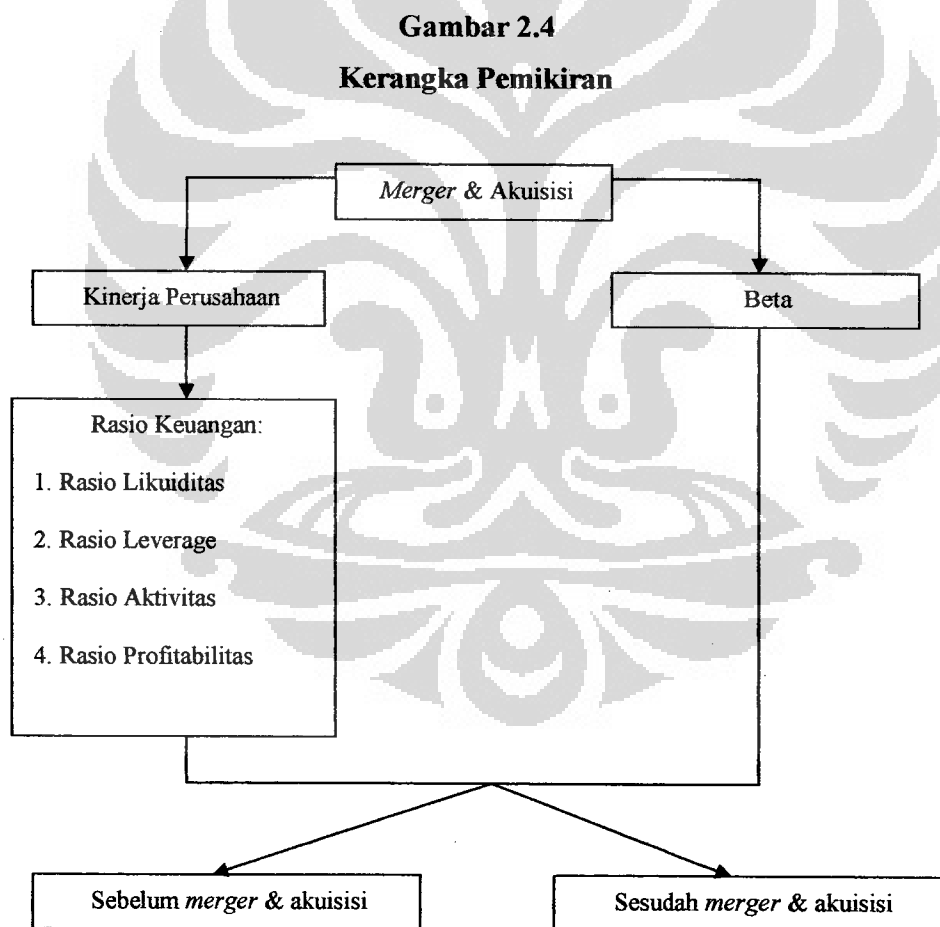 Gambar 2.4
Kerangka Pemikiran
Merger & Akuisisi
Kinerja Perusahaan
Beta
Rasio Keuangan:
1. Rasio Likuiditas
2. Rasio Leverage
3. Rasio Aktivitas
4. Rasio Profitabilitas
Sebelum merger & akuisisi
Sesudah merger & akuisisi